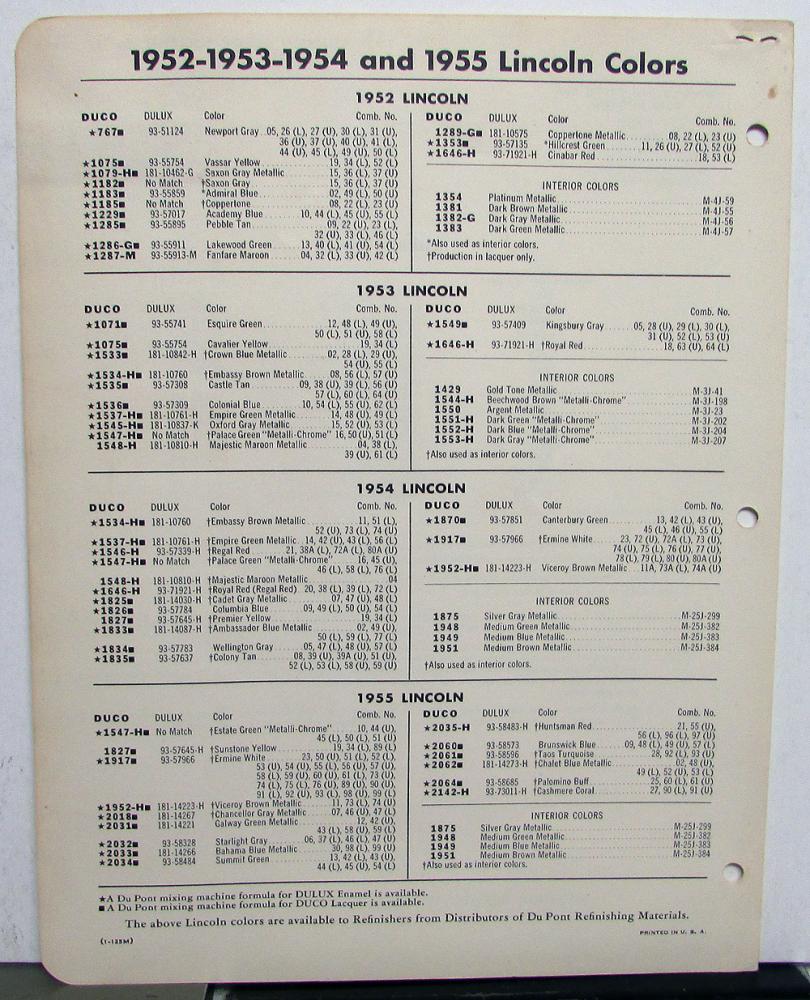 1952-1953-1954 and 1955 Lincoln Colors
1952 LINCOLN
DUCO DULUX Color Comb. No.
★767■ 93-51124 Newport Gray 05, 26 (L), 27 (U), 30 (L), 31 (U),
36 (U), 37 (U), 40 (U), 41 (L),
44 (U), 45 (L), 49 (U), 50 (L)
★1075■ 93-55754 Vassar Yellow 19, 34 (L), 52 (L)
★1079-H■ 181-10462-G Saxon Gray Metallic 15, 36 (L), 37 (U)
★1182■ No Match †Saxon Gray 15, 36 (L), 37 (U)
★1183■ 93-55859 *Admiral Blue 02, 49 (L), 50 (U)
★1185■ No Match †Coppertone 08, 22 (L), 23 (U)
★1229■ 93-57017 Academy Blue 10, 44 (L), 45 (U), 55 (L)
★1285■ 93-55895 Pebble Tan 09, 22 (U), 23 (L),
32 (U), 33 (L), 46 (L)
★1286-G■ 93-55911 Lakewood Green 13, 40 (L), 41 (U), 54 (L)
★1287-M 93-55913-M Fanfare Maroon 04, 32 (L), 33 (U), 42 (L)
DUCO DULUX Color Comb. No.
1289-G■ 181-10575 Coppertone Metallic 08, 22 (L), 23 (U)
★1353■ 93-57135 *Hillcrest Green 11, 26 (U), 27 (L), 52 (U)
★1646-H 93-71921-H Cinabar Red 18, 53 (L)
INTERIOR COLORS
1354 Platinum Metallic M-4J-59
1381 Dark Brown Metallic M-4J-55
1382-G Dark Gray Metallic M-4J-56
1383 Dark Green Metallic M-4J-57
*Also used as interior colors.
†Production in lacquer only.
1953 LINCOLN
DUCO DULUX Color Comb. No.
★1071■ 93-55741 Esquire Green 12, 48 (L), 49 (U),
50 (L), 51 (U), 58 (L)
★1075■ 93-55754 Cavalier Yellow 19, 34 (L)
★1533■ 181-10842-H †Crown Blue Metallic 02, 28 (L), 29 (U),
54 (U), 55 (L)
★1534-H■ 181-10760 †Embassy Brown Metallic 08, 56 (L), 57 (U)
★1535■ 93-57308 Castle Tan 09, 38 (U), 39 (L), 56 (U)
57 (L), 60 (L), 64 (U)
★1536■ 93-57309 Colonial Blue 10, 54 (L), 55 (U), 62 (L)
★1537-H■ 181-10761-H Empire Green Metallic 14, 48 (U), 49 (L)
★1545-H■ 181-10837-K Oxford Gray Metallic 15, 52 (U), 53 (L)
★1547-H■ No Match †Palace Green "Metalli-Chrome" 16, 50 (U), 51 (L)
1548-H 181-10810-H Majestic Maroon Metallic 04, 38 (L),
39 (U), 61 (L)
DUCO DULUX Color Comb. No.
★1549■ 93-57409 Kingsbury Gray 05, 28 (U), 29 (L), 30 (L),
31 (U), 52 (L), 53 (U)
★1646-H 93-71921-H †Royal Red 18, 63 (U), 64 (L)
INTERIOR COLORS
1429 Gold Tone Metallic M-3J-41
1544-H Beechwood Brown "Metalli-Chrome" M-3J-198
1550 Argent Metallic M-3J-23
1551-H Dark Green "Metalli-Chrome" M-3J-202
1552-H Dark Blue "Metalli-Chrome" M-3J-204
1553-H Dark Gray "Metalli-Chrome" M-3J-207
†Also used as interior colors.
1954 LINCOLN
DUCO DULUX Color Comb. No.
★1534-H■ 181-10760 †Embassy Brown Metallic 11, 51 (L),
52 (U), 73 (L), 74 (U)
★1537-H■ 181-10761-H †Empire Green Metallic 14, 42 (U), 43 (L), 56 (L)
★1546-H 93-57339-H †Regal Red 21, 38A (L), 72A (L), 80A (U)
★1547-H■ No Match †Palace Green "Metalli-Chrome" 16, 45 (U),
46 (L), 58 (L), 76 (L)
1548-H 181-10810-H †Majestic Maroon Metallic 04
★1646-H 93-71921-H †Royal Red (Regal Red) 20, 38 (L), 39 (L), 72 (L)
★1825■ 181-14030-H †Cadet Gray Metallic 07, 47 (U), 48 (L)
★1826■ 93-57784 Columbia Blue 09, 49 (L), 50 (U), 54 (L)
1827■ 93-57645-H †Premier Yellow 19, 34 (L)
★1833■ 181-14087-H †Ambassador Blue Metallic 02, 49 (U),
50 (L), 59 (L), 77 (L)
★1834■ 93-57783 Wellington Gray 05, 47 (L), 48 (U), 57 (L)
★1835■ 93-57637 †Colony Tan 08, 39 (U), 39A (U), 51 (U),
52 (L), 53 (L), 58 (U), 59 (U)
DUCO DULUX Color Comb. No.
★1870■ 93-57851 Canterbury Green 13, 42 (L), 43 (U),
45 (L), 46 (U), 55 (L)
★1917■ 93-57966 †Ermine White 23, 72 (U), 72A (L), 73 (U),
74 (U), 75 (L), 76 (U), 77 (U),
78 (L), 79 (L), 80 (U), 80A (U)
★1952-H■ 181-14223-H Viceroy Brown Metallic 11A, 73A (L), 74A (U)
INTERIOR COLORS
1875 Silver Gray Metallic M-25J-299
1948 Medium Green Metallic M-25J-382
1949 Medium Blue Metallic M-25J-383
1951 Medium Brown Metallic M-25J-384
†Also used as interior colors.
1955 LINCOLN
DUCO DULUX Color Comb. No.
★1547-H■ No Match †Estate Green "Metalli-Chrome" 10, 44 (U),
45 (L), 50 (L), 51 (U)
1827■ 93-57645-H †Sunstone Yellow 19, 34 (L), 89 (L)
★1917■ 93-57966 †Ermine White 23, 50 (U), 51 (L), 52 (L),
53 (U), 54 (U), 55 (L), 56 (U), 57 (U)
58 (L), 59 (U), 60 (U), 61 (L), 73 (U),
74 (L), 75 (L), 76 (U), 89 (U), 90 (U),
91 (L), 92 (U), 93 (L), 98 (U), 99 (L)
★1952-H■ 181-14223-H †Viceroy Brown Metallic 11, 73 (L), 74 (U)
★2018■ 181-14267 †Chancellor Gray Metallic 07, 46 (U), 47 (L)
★2031■ 181-14221 Galway Green Metallic 12, 42 (U),
43 (L), 58 (U), 59 (L)
★2032■ 93-58328 Starlight Gray 06, 37 (L), 46 (L), 47 (U)
★2033■ 181-14266 Bahama Blue Metallic 30, 98 (L), 99 (U)
★2034■ 93-58484 Summit Green 13, 42 (L), 43 (U),
44 (L), 45 (U), 54 (L)
DUCO DULUX Color Comb. No.
★2035-H 93-58483-H †Huntsman Red 21, 55 (U),
56 (L), 96 (L), 97 (U)
★2060■ 93-58573 Brunswick Blue 09, 48 (L), 49 (U), 57 (L)
★2061■ 93-58596 †Taos Turquoise 28, 92 (L), 93 (U)
★2062■ 181-14273-H †Chalet Blue Metallic 02, 48 (U),
49 (L), 52 (U), 53 (L)
★2064■ 93-58685 †Palomino Buff 25, 60 (L), 61 (U)
★2142-H 93-73011-H †Cashmere Coral 27, 90 (L), 91 (U)
INTERIOR COLORS
1875 Silver Gray Metallic M-25J-299
1948 Medium Green Metallic M-25J-382
1949 Medium Blue Metallic M-25J-383
1951 Medium Brown Metallic M-25J-384
†Also used as interior colors.
★A Du Pont mixing machine formula for DULUX Enamel is available.
■A Du Pont mixing machine formula for DUCO Lacquer is available.
The above Lincoln colors are available to Refinishers from Distributors of Du Pont Refinishing Materials.
(1-125M)
PRINTED IN U. S. A.